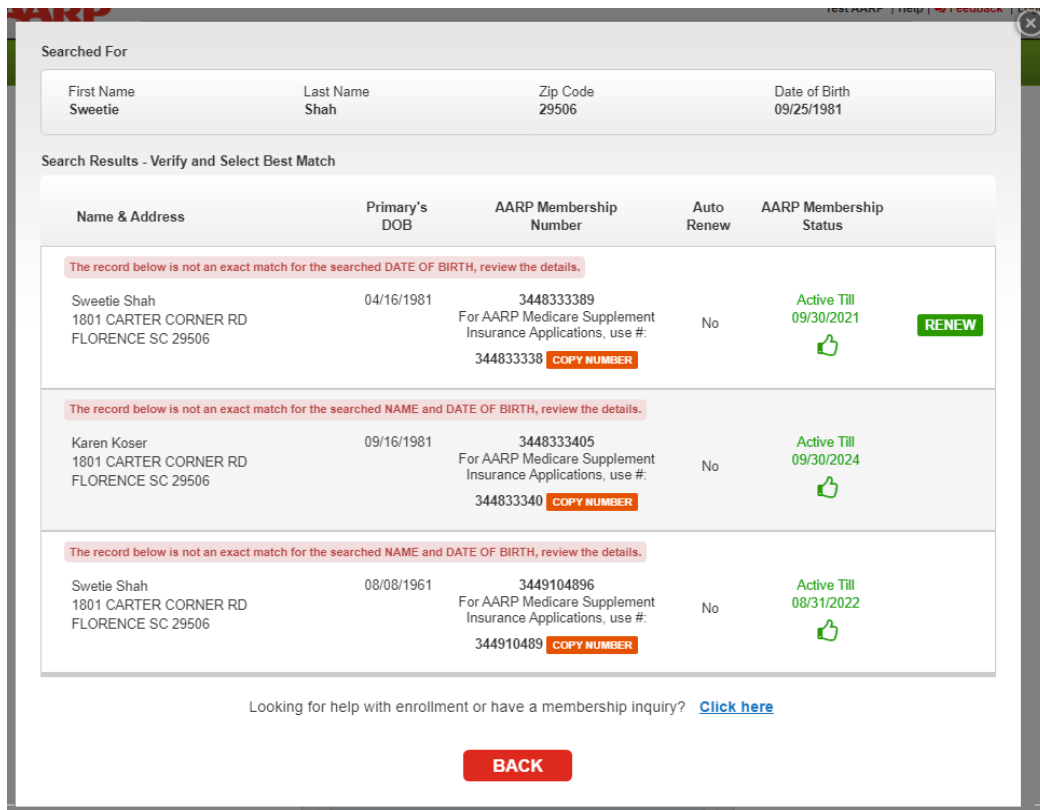 AARP
Test AARP | Help | Feedback |
Searched For
First Name Last Name Zip Code Date of Birth
Sweetie Shah 29506 09/25/1981
Search Results - Verify and Select Best Match
Name & Address Primary's DOB AARP Membership Number Auto Renew AARP Membership Status
The record below is not an exact match for the searched DATE OF BIRTH, review the details.
Sweetie Shah 04/16/1981 3448333389 Active Till
1801 CARTER CORNER RD For AARP Medicare Supplement No 09/30/2021 RENEW
FLORENCE SC 29506 Insurance Applications, use #:
344833338 COPY NUMBER
The record below is not an exact match for the searched NAME and DATE OF BIRTH, review the details.
Karen Koser 09/16/1981 3448333405 Active Till
1801 CARTER CORNER RD For AARP Medicare Supplement No 09/30/2024
FLORENCE SC 29506 Insurance Applications, use #:
344833340 COPY NUMBER
The record below is not an exact match for the searched NAME and DATE OF BIRTH, review the details.
Swetie Shah 08/08/1961 3449104896 Active Till
1801 CARTER CORNER RD For AARP Medicare Supplement No 08/31/2022
FLORENCE SC 29506 Insurance Applications, use #:
344910489 COPY NUMBER
Looking for help with enrollment or have a membership inquiry? Click here
BACK